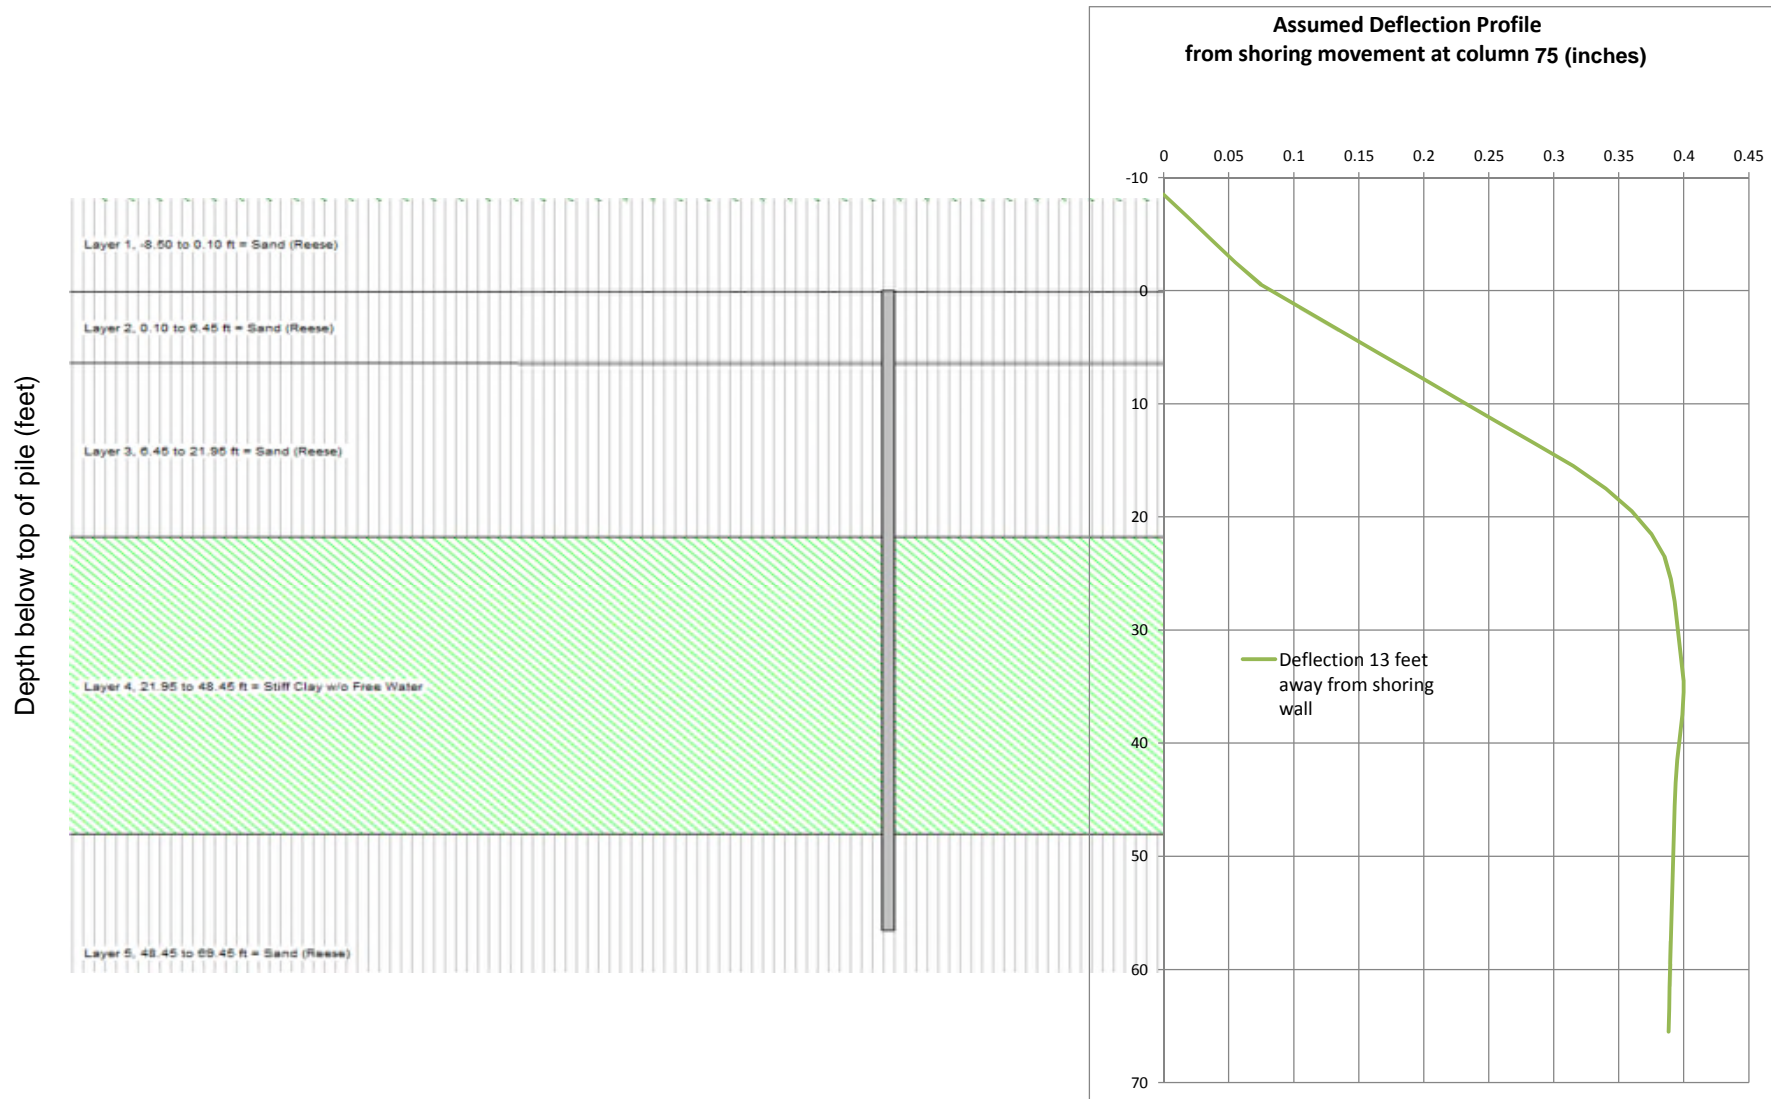 Assumed Deflection Profile
from shoring movement at column 75 (inches)
0 0.05 0.1 0.15 0.2 0.25 0.3 0.35 0.4 0.45
-10
0
10
20
30
40
50
60
70
Depth below top of pile (feet)
Layer 1, -8.50 to 0.10 ft = Sand (Reese)
Layer 2, 0.10 to 6.45 ft = Sand (Reese)
Layer 3, 6.45 to 21.95 ft = Sand (Reese)
Layer 4, 21.95 to 48.45 ft = Stiff Clay w/o Free Water
Layer 5, 48.45 to 69.45 ft = Sand (Reese)
Deflection 13 feet
away from shoring
wall